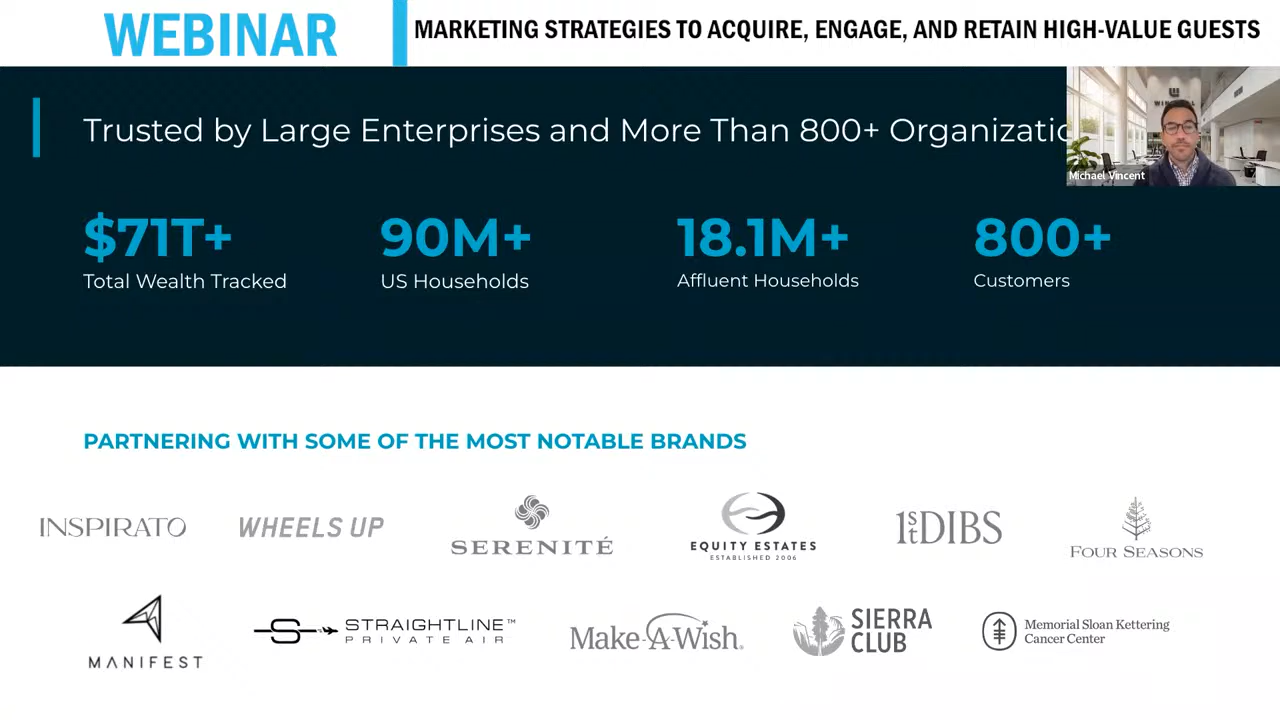 WEBINAR
MARKETING STRATEGIES TO ACQUIRE, ENGAGE, AND RETAIN HIGH-VALUE GUESTS
Trusted by Large Enterprises and More Than 800+
Michael Vincent
$71T+
Total Wealth Tracked
90M+
US Households
18.1M+
Affluent Households
800+
Customers
PARTNERING WITH SOME OF THE MOST NOTABLE BRANDS
INSPIRATO
WHEELS UP
SERENITÉ
EQUITY ESTATES
ESTABLISHED 2006
1stDIBS
FOUR SEASONS
MANIFEST
S STRAIGHTLINE™
PRIVATE AIR
Make-A-Wish®
SIERRA
CLUB
Memorial Sloan Kettering
Cancer Center